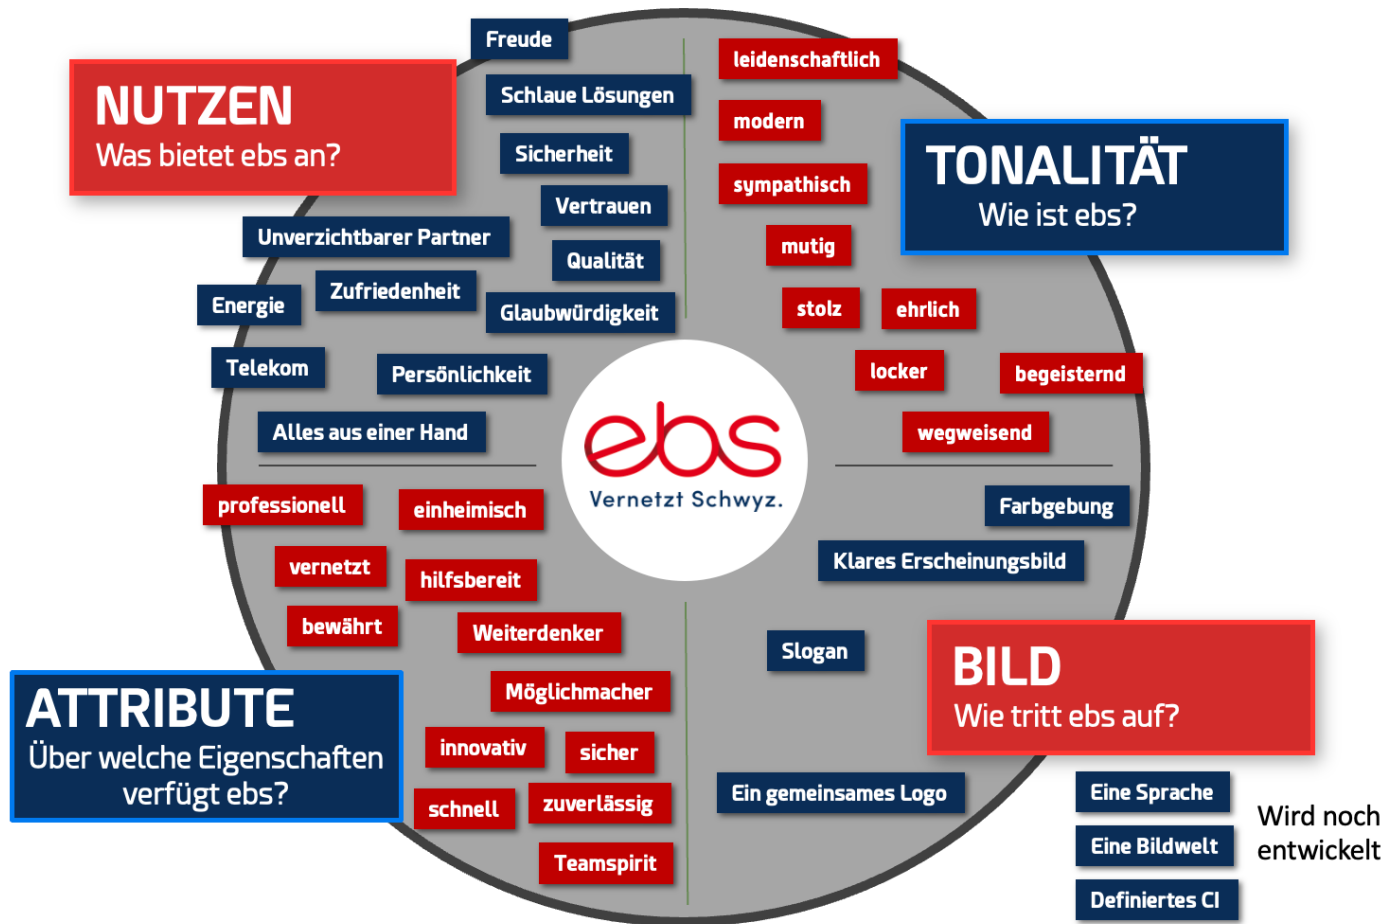 NUTZEN
Was bietet ebs an?
Freude
Schlaue Lösungen
Sicherheit
Vertrauen
Unverzichtbarer Partner
Qualität
Zufriedenheit
Energie
Glaubwürdigkeit
Telekom
Persönlichkeit
Alles aus einer Hand
TONALITÄT
Wie ist ebs?
leidenschaftlich
modern
sympathisch
mutig
stolz
ehrlich
locker
begeisternd
wegweisend
ebs
Vernetzt Schwyz.
ATTRIBUTE
Über welche Eigenschaften
verfügt ebs?
professionell
einheimisch
vernetzt
hilfsbereit
bewährt
Weiterdenker
Möglichmacher
innovativ
sicher
schnell
zuverlässig
Teamspirit
BILD
Wie tritt ebs auf?
Farbgebung
Klares Erscheinungsbild
Slogan
Ein gemeinsames Logo
Eine Sprache
Eine Bildwelt
Definiertes CI
Wird noch
entwickelt